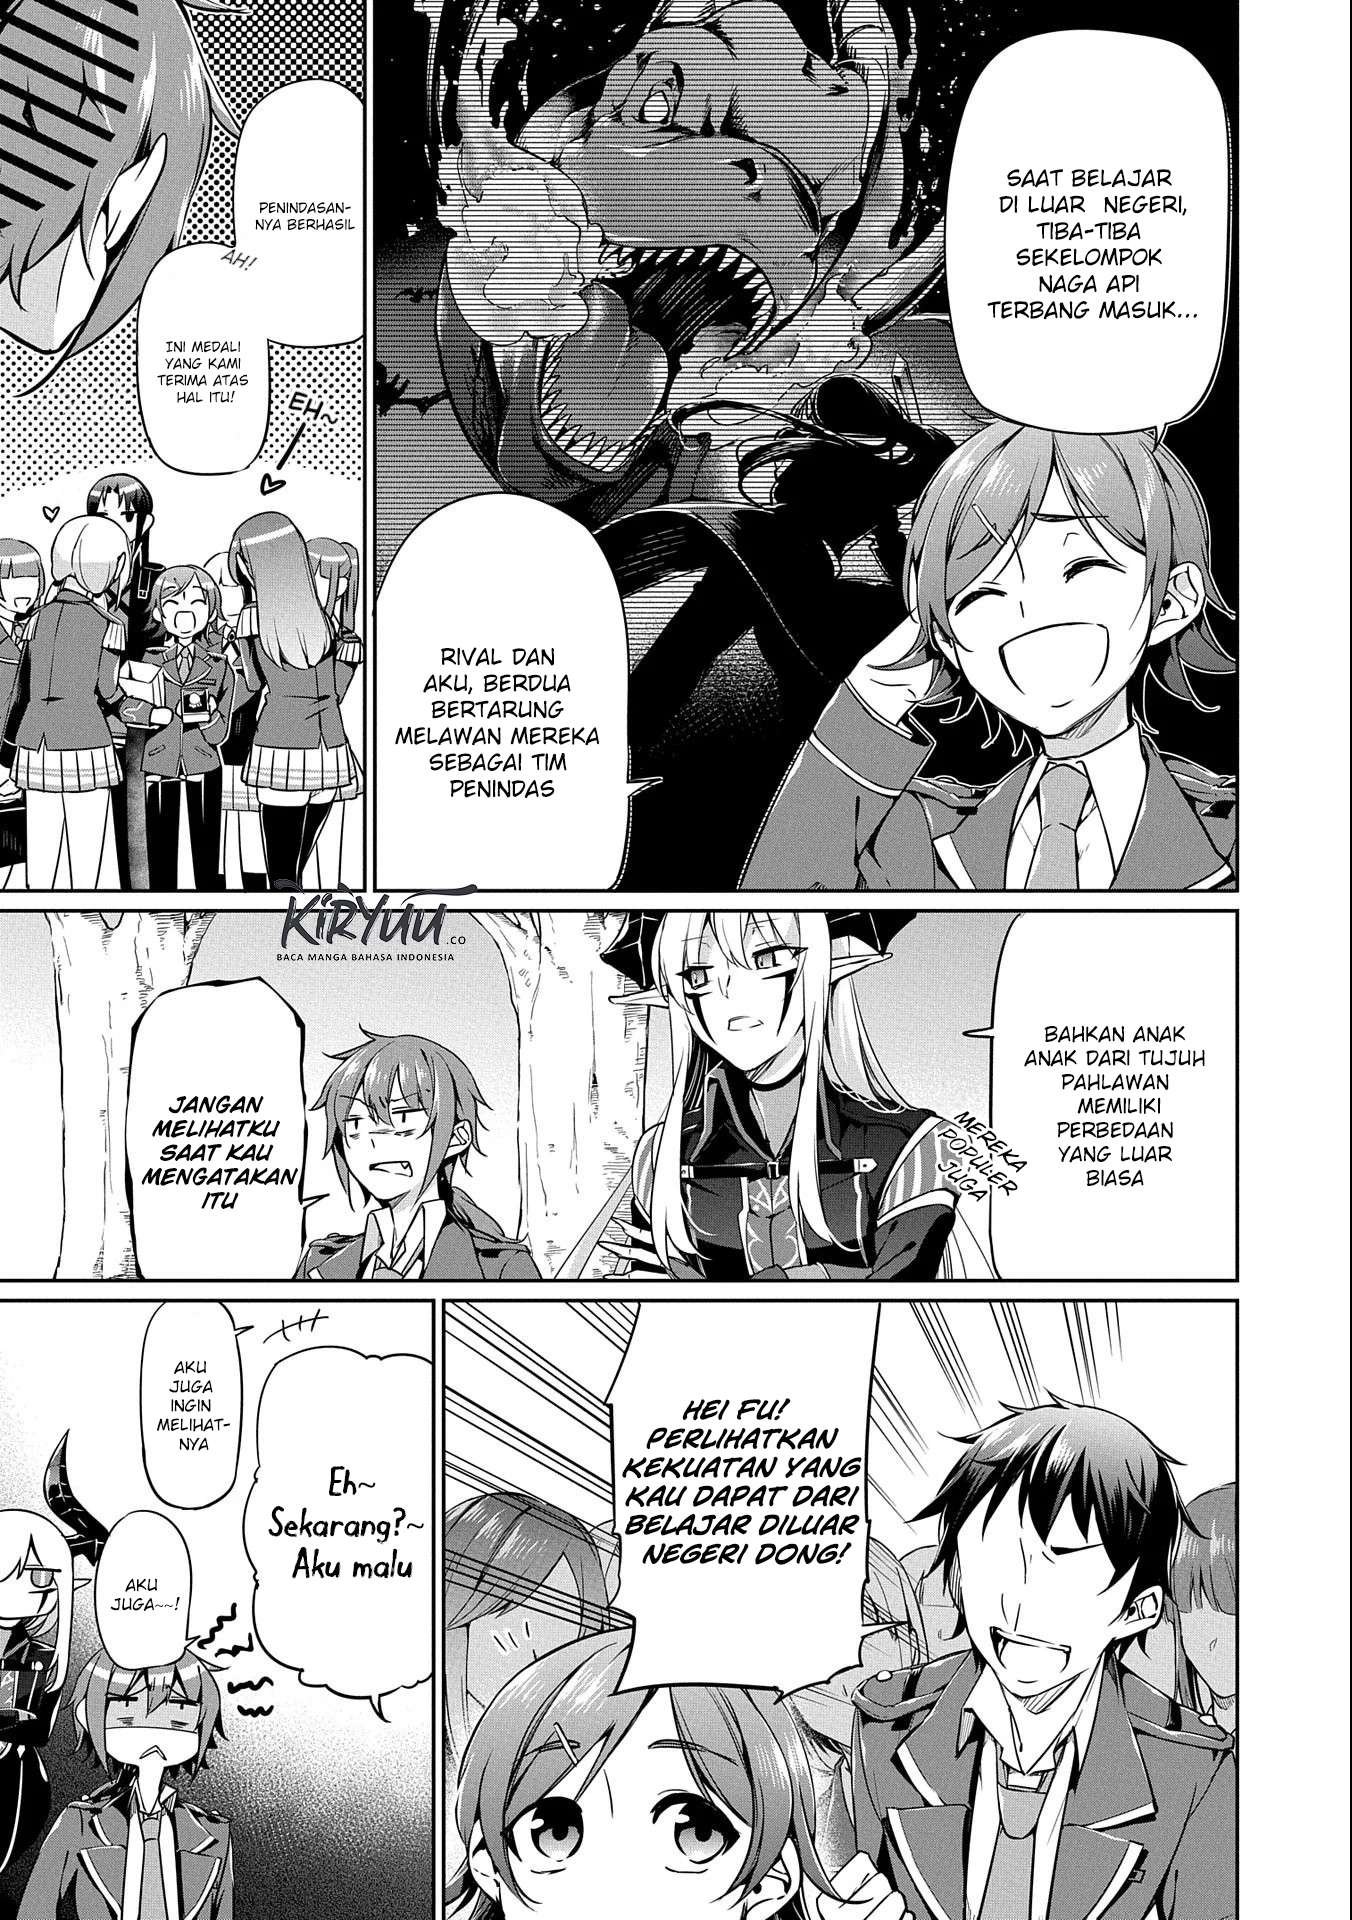 SAAT BELAJAR
DI LUAR NEGERI,
TIBA-TIBA
SEKELOMPOK
NAGA API
TERBANG MASUK...
RIVAL DAN
AKU, BERDUA
BERTARUNG
MELAWAN MEREKA
SEBAGAI TIM
PENINDAS
PENINDASAN-
NYA BERHASIL
AH!
INI MEDALI
YANG KAMI
TERIMA ATAS
HAL ITU!
EH~
KIRYUU
.CO
BACA MANGA BAHASA INDONESIA
BAHKAN ANAK
ANAK DARI TUJUH
PAHLAWAN
MEMILIKI
PERBEDAAN
YANG LUAR
BIASA
MEREKA
POPULER
JUGA
JANGAN
MELIHATKU
SAAT KAU
MENGATAKAN
ITU
HEI FU!
PERLIHATKAN
KEKUATAN YANG
KAU DAPAT DARI
BELAJAR DILUAR
NEGERI DONG!
Eh~
Sekarang?~
Aku malu
AKU
JUGA
INGIN
MELIHAT-
NYA
AKU
JUGA~~!